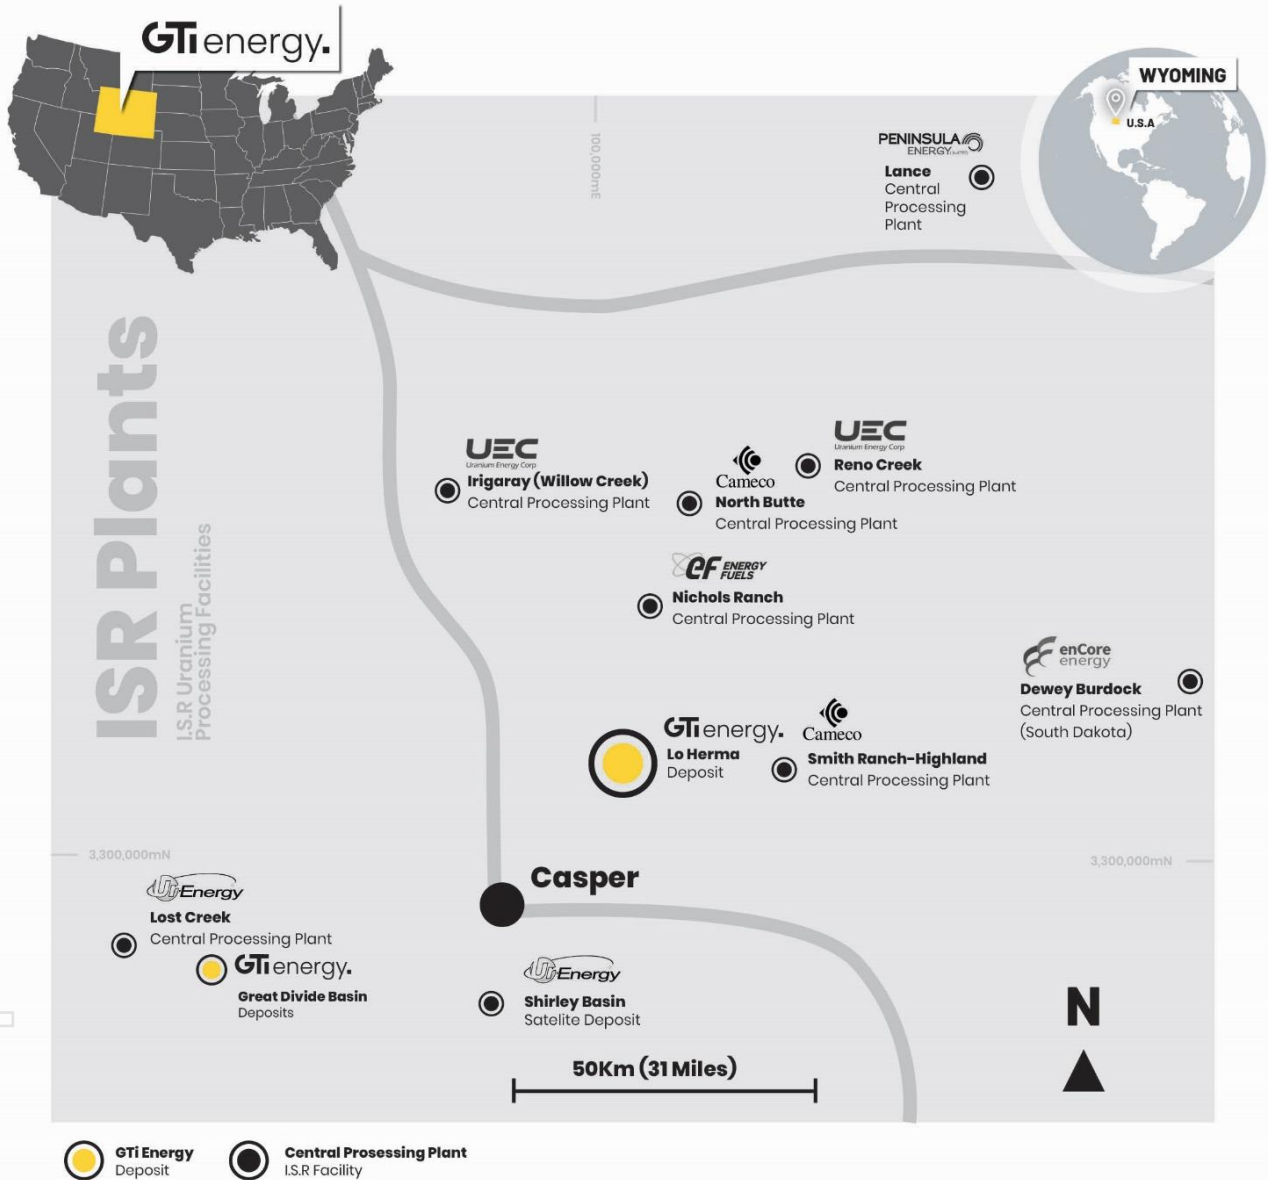 GTi energy.
WYOMING
U.S.A
100,000mE
PENINSULA
ENERGY
Lance
Central
Processing
Plant
ISR Plants
I.S.R Uranium
Processing Facilities
UEC
Uranium Energy Corp
Irigaray (Willow Creek)
Central Processing Plant
Cameco
North Butte
Central Processing Plant
UEC
Uranium Energy Corp
Reno Creek
Central Processing Plant
ef ENERGY
FUELS
Nichols Ranch
Central Processing Plant
enCore
energy
Dewey Burdock
Central Processing Plant
(South Dakota)
GTi energy.
Lo Herma
Deposit
Cameco
Smith Ranch-Highland
Central Processing Plant
3,300,000mN
3,300,000mN
Casper
Ur Energy
Lost Creek
Central Processing Plant
GTi energy.
Great Divide Basin
Deposits
Ur Energy
Shirley Basin
Satelite Deposit
N
50Km (31 Miles)
GTi Energy
Deposit
Central Prosessing Plant
I.S.R Facility